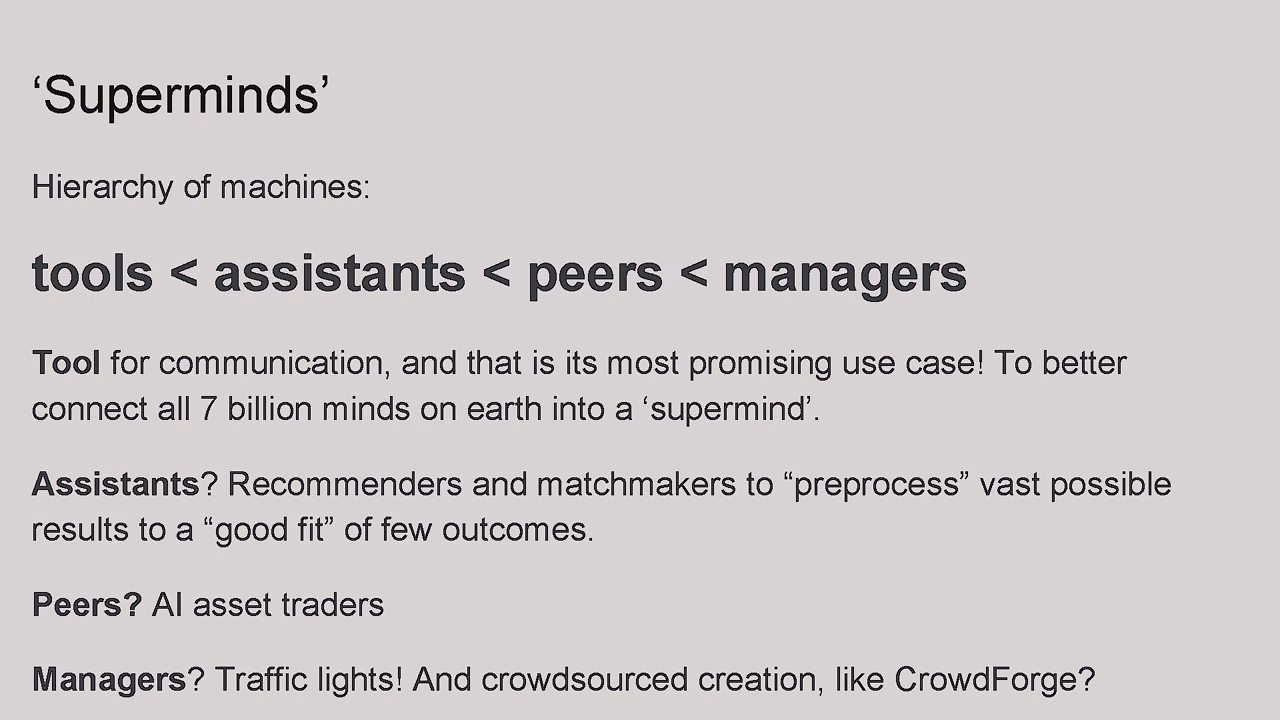 ‘Superminds’
Hierarchy of machines:
tools < assistants < peers < managers
Tool for communication, and that is its most promising use case! To better
connect all 7 billion minds on earth into a ‘supermind’.
Assistants? Recommenders and matchmakers to “preprocess” vast possible
results to a “good fit” of few outcomes.
Peers? AI asset traders
Managers? Traffic lights! And crowdsourced creation, like CrowdForge?